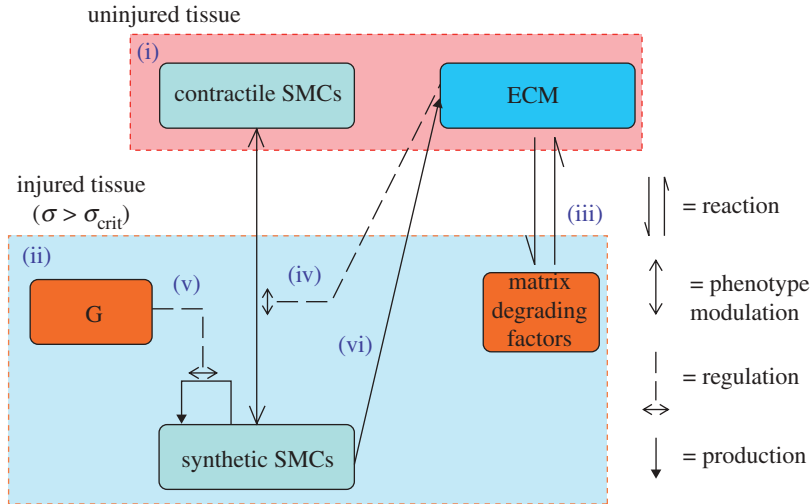 uninjured tissue
(i)
contractile SMCs
ECM
injured tissue
(σ > σcrit)
(iii)
= reaction
(ii)
(v)
(iv)
G
matrix
degrading
factors
= phenotype
modulation
(vi)
= regulation
synthetic SMCs
= production